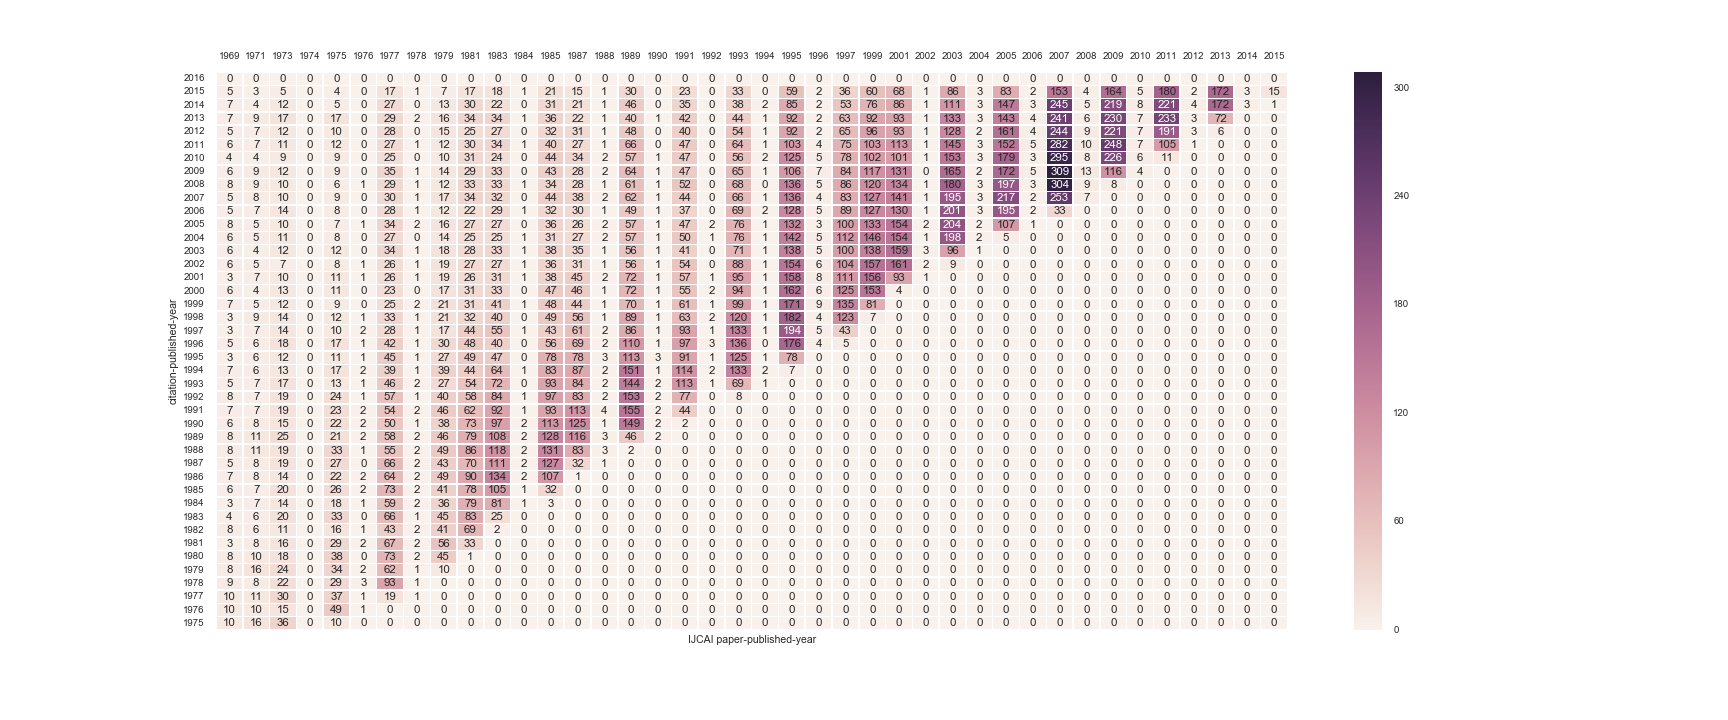 1969 1971 1973 1974 1975 1976 1977 1978 1979 1981 1983 1984 1985 1987 1988 1989 1990 1991 1992 1993 1994 1995 1996 1997 1999 2001 2002 2003 2004 2005 2006 2007 2008 2009 2010 2011 2012 2013 2014 2015
2016 0 0 0 0 0 0 0 0 0 0 0 0 0 0 0 0 0 0 0 0 0 0 0 0 0 0 0 0 0 0 0 0 0 0 0 0 0 0 0 0
2015 5 3 5 0 4 0 17 1 7 17 18 1 21 15 1 30 0 23 0 33 0 59 2 36 60 68 1 86 3 83 2 153 4 164 5 180 2 172 3 15
2014 7 4 12 0 5 0 27 0 13 30 22 1 31 21 1 46 0 35 0 38 2 85 2 53 76 86 1 111 3 147 3 245 5 219 8 221 4 172 3 1
2013 7 9 17 0 17 0 29 2 16 34 34 1 36 22 1 40 1 42 0 44 1 92 2 63 92 93 1 133 3 143 4 241 6 230 7 233 3 72 0 0
2012 5 7 12 0 10 0 28 0 15 25 27 0 32 31 1 48 0 40 0 54 1 92 2 65 96 93 1 128 2 161 4 244 9 221 7 191 3 6 0 0
2011 6 7 11 0 12 0 27 1 12 30 34 1 40 27 1 66 0 47 0 64 1 103 4 75 103 113 1 145 3 152 5 282 10 248 7 105 1 0 0 0
2010 4 4 9 0 9 0 25 0 10 31 24 0 44 34 2 57 1 47 0 56 2 125 5 78 102 101 1 153 3 179 3 295 8 226 6 11 0 0 0 0
2009 6 9 12 0 9 0 35 1 14 29 33 0 43 28 2 64 1 47 0 65 1 106 7 84 117 131 0 165 2 172 5 309 13 116 4 0 0 0 0 0
2008 8 9 10 0 6 1 29 1 12 33 33 1 34 28 1 61 1 52 0 68 0 136 5 86 120 134 1 180 3 197 3 304 9 8 0 0 0 0 0 0
2007 5 8 10 0 9 0 30 1 17 34 32 0 44 38 2 62 1 44 0 66 1 136 4 83 127 141 1 195 3 217 2 253 7 0 0 0 0 0 0 0
2006 5 7 14 0 8 0 28 1 12 22 29 1 32 30 1 49 1 37 0 69 2 128 5 89 127 130 1 201 3 195 2 33 0 0 0 0 0 0 0 0
2005 8 5 10 0 7 1 34 2 16 27 27 0 36 26 2 57 1 47 2 76 1 132 3 100 133 154 2 204 2 107 1 0 0 0 0 0 0 0 0 0
2004 6 5 11 0 8 0 27 0 14 25 25 1 31 27 2 57 1 50 1 76 1 142 5 112 146 154 1 198 2 5 0 0 0 0 0 0 0 0 0 0
2003 6 4 12 0 12 0 34 1 18 28 33 1 38 35 1 56 1 41 0 71 0 138 5 100 138 159 3 96 1 0 0 0 0 0 0 0 0 0 0 0
2002 6 5 7 0 8 1 26 1 19 27 27 1 36 31 1 56 1 54 0 88 1 154 6 104 157 161 2 9 0 0 0 0 0 0 0 0 0 0 0 0
2001 3 7 10 0 11 1 26 1 19 26 31 1 38 45 2 72 1 57 1 95 1 158 8 111 156 93 1 0 0 0 0 0 0 0 0 0 0 0 0 0
2000 6 4 13 0 11 0 23 0 17 31 33 0 47 46 1 72 1 55 2 94 1 162 6 125 153 4 0 0 0 0 0 0 0 0 0 0 0 0 0 0
1999 7 5 12 0 9 0 25 2 21 31 41 1 48 44 1 70 1 61 1 99 1 171 9 135 81 0 0 0 0 0 0 0 0 0 0 0 0 0 0 0
1998 3 9 14 0 12 1 33 1 21 32 40 0 49 56 1 89 1 63 2 120 1 182 4 123 7 0 0 0 0 0 0 0 0 0 0 0 0 0 0 0
1997 3 7 14 0 10 2 28 1 17 44 55 1 43 61 2 86 1 93 1 133 1 194 5 43 0 0 0 0 0 0 0 0 0 0 0 0 0 0 0 0
1996 5 6 18 0 17 1 42 1 30 48 40 0 56 69 2 110 1 97 3 136 0 176 4 5 0 0 0 0 0 0 0 0 0 0 0 0 0 0 0 0
1995 3 6 12 0 11 1 45 1 27 49 47 0 78 78 3 113 3 91 1 125 1 78 0 0 0 0 0 0 0 0 0 0 0 0 0 0 0 0 0 0
1994 7 6 13 0 17 2 39 1 39 44 64 1 83 87 2 151 1 114 2 133 2 7 0 0 0 0 0 0 0 0 0 0 0 0 0 0 0 0 0 0
1993 5 7 17 0 13 1 46 2 27 54 72 0 93 84 2 144 2 113 1 69 1 0 0 0 0 0 0 0 0 0 0 0 0 0 0 0 0 0 0 0
1992 8 7 19 0 24 1 57 1 40 58 84 1 97 83 2 153 2 77 0 8 0 0 0 0 0 0 0 0 0 0 0 0 0 0 0 0 0 0 0 0
1991 7 7 19 0 23 2 54 2 46 62 92 1 93 113 4 155 2 44 0 0 0 0 0 0 0 0 0 0 0 0 0 0 0 0 0 0 0 0 0 0
1990 6 8 15 0 22 2 50 1 38 73 97 2 113 125 1 149 2 2 0 0 0 0 0 0 0 0 0 0 0 0 0 0 0 0 0 0 0 0 0 0
1989 8 11 25 0 21 2 58 2 46 79 108 2 128 116 3 46 2 0 0 0 0 0 0 0 0 0 0 0 0 0 0 0 0 0 0 0 0 0 0 0
1988 8 11 19 0 33 1 55 2 49 86 118 2 131 83 3 2 0 0 0 0 0 0 0 0 0 0 0 0 0 0 0 0 0 0 0 0 0 0 0 0
1987 5 8 19 0 27 0 66 2 43 70 111 2 127 32 1 0 0 0 0 0 0 0 0 0 0 0 0 0 0 0 0 0 0 0 0 0 0 0 0 0
1986 7 8 14 0 22 2 64 2 49 90 134 2 107 1 0 0 0 0 0 0 0 0 0 0 0 0 0 0 0 0 0 0 0 0 0 0 0 0 0 0
1985 6 7 20 0 26 2 73 2 41 78 105 1 32 0 0 0 0 0 0 0 0 0 0 0 0 0 0 0 0 0 0 0 0 0 0 0 0 0 0 0
1984 3 7 14 0 18 1 59 2 36 79 81 1 3 0 0 0 0 0 0 0 0 0 0 0 0 0 0 0 0 0 0 0 0 0 0 0 0 0 0 0
1983 4 6 20 0 33 0 66 1 45 83 25 0 0 0 0 0 0 0 0 0 0 0 0 0 0 0 0 0 0 0 0 0 0 0 0 0 0 0 0 0
1982 8 6 11 0 16 1 43 2 41 69 2 0 0 0 0 0 0 0 0 0 0 0 0 0 0 0 0 0 0 0 0 0 0 0 0 0 0 0 0 0
1981 3 8 16 0 29 2 67 2 56 33 0 0 0 0 0 0 0 0 0 0 0 0 0 0 0 0 0 0 0 0 0 0 0 0 0 0 0 0 0 0
1980 8 10 18 0 38 0 73 2 45 1 0 0 0 0 0 0 0 0 0 0 0 0 0 0 0 0 0 0 0 0 0 0 0 0 0 0 0 0 0 0
1979 8 16 24 0 34 2 62 1 10 0 0 0 0 0 0 0 0 0 0 0 0 0 0 0 0 0 0 0 0 0 0 0 0 0 0 0 0 0 0 0
1978 9 8 22 0 29 3 93 1 0 0 0 0 0 0 0 0 0 0 0 0 0 0 0 0 0 0 0 0 0 0 0 0 0 0 0 0 0 0 0 0
1977 10 11 30 0 37 1 19 1 0 0 0 0 0 0 0 0 0 0 0 0 0 0 0 0 0 0 0 0 0 0 0 0 0 0 0 0 0 0 0 0
1976 10 10 15 0 49 1 0 0 0 0 0 0 0 0 0 0 0 0 0 0 0 0 0 0 0 0 0 0 0 0 0 0 0 0 0 0 0 0 0 0
1975 10 16 36 0 10 0 0 0 0 0 0 0 0 0 0 0 0 0 0 0 0 0 0 0 0 0 0 0 0 0 0 0 0 0 0 0 0 0 0 0
citation-published-year
IJCAI paper-published-year
300
240
180
120
60
0